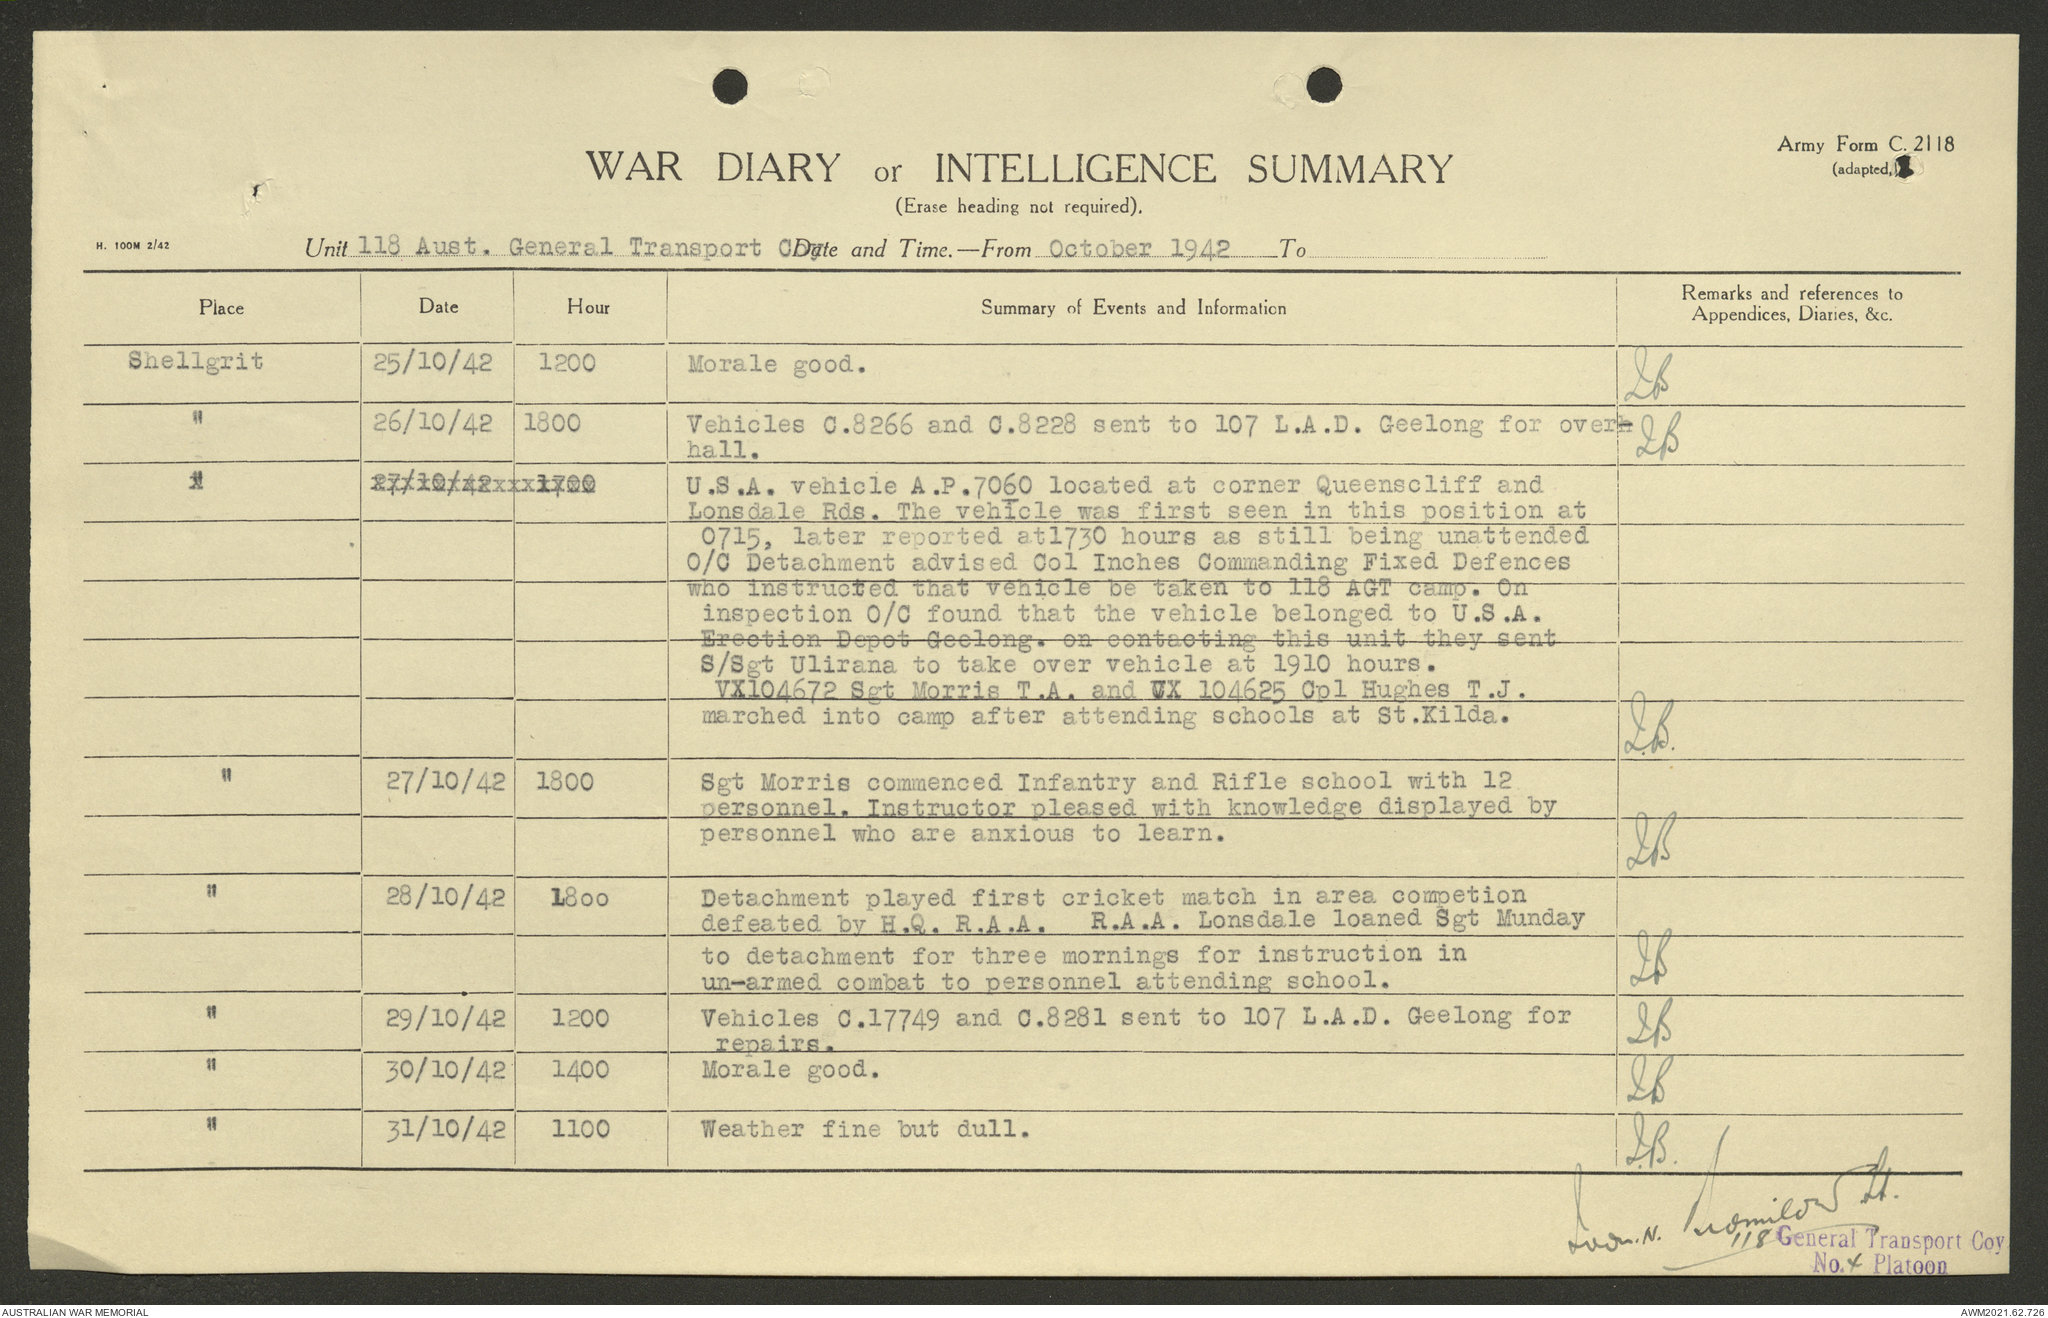 Army Form C. 2118
(adapted.)
WAR DIARY or INTELLIGENCE SUMMARY
(Erase heading not required).
H. 100M 2/42
Unit 118 Aust. General Transport Coy Date and Time.—From October 1942 To
Place Date Hour Summary of Events and Information Remarks and references to
Appendices, Diaries, &c.
Shellgrit 25/10/42 1200 Morale good.
" 26/10/42 1800 Vehicles C.8266 and C.8228 sent to 107 L.A.D. Geelong for overh
hall.
" 27/10/42 1700 U.S.A. vehicle A.P.7060 located at corner Queenscliff and
Lonsdale Rds. The vehicle was first seen in this position at
0715, later reported at1730 hours as still being unattended
O/C Detachment advised Col Inches Commanding Fixed Defences
who instructed that vehicle be taken to 118 AGT camp. On
inspection O/C found that the vehicle belonged to U.S.A.
Erection Depot Geelong. on contacting this unit they sent
S/Sgt Ulirana to take over vehicle at 1910 hours.
VX104672 Sgt Morris T.A. and VX 104625 Cpl Hughes T.J.
marched into camp after attending schools at St.Kilda.
" 27/10/42 1800 Sgt Morris commenced Infantry and Rifle school with 12
personnel. Instructor pleased with knowledge displayed by
personnel who are anxious to learn.
" 28/10/42 1800 Detachment played first cricket match in area competion
defeated by H.Q. R.A.A. R.A.A. Lonsdale loaned Sgt Munday
to detachment for three mornings for instruction in
un-armed combat to personnel attending school.
" 29/10/42 1200 Vehicles C.17749 and C.8281 sent to 107 L.A.D. Geelong for
repairs.
" 30/10/42 1400 Morale good.
" 31/10/42 1100 Weather fine but dull.
Lt.
118 General Transport Coy
No. 4 Platoon
AUSTRALIAN WAR MEMORIAL
AWM2021.62.726